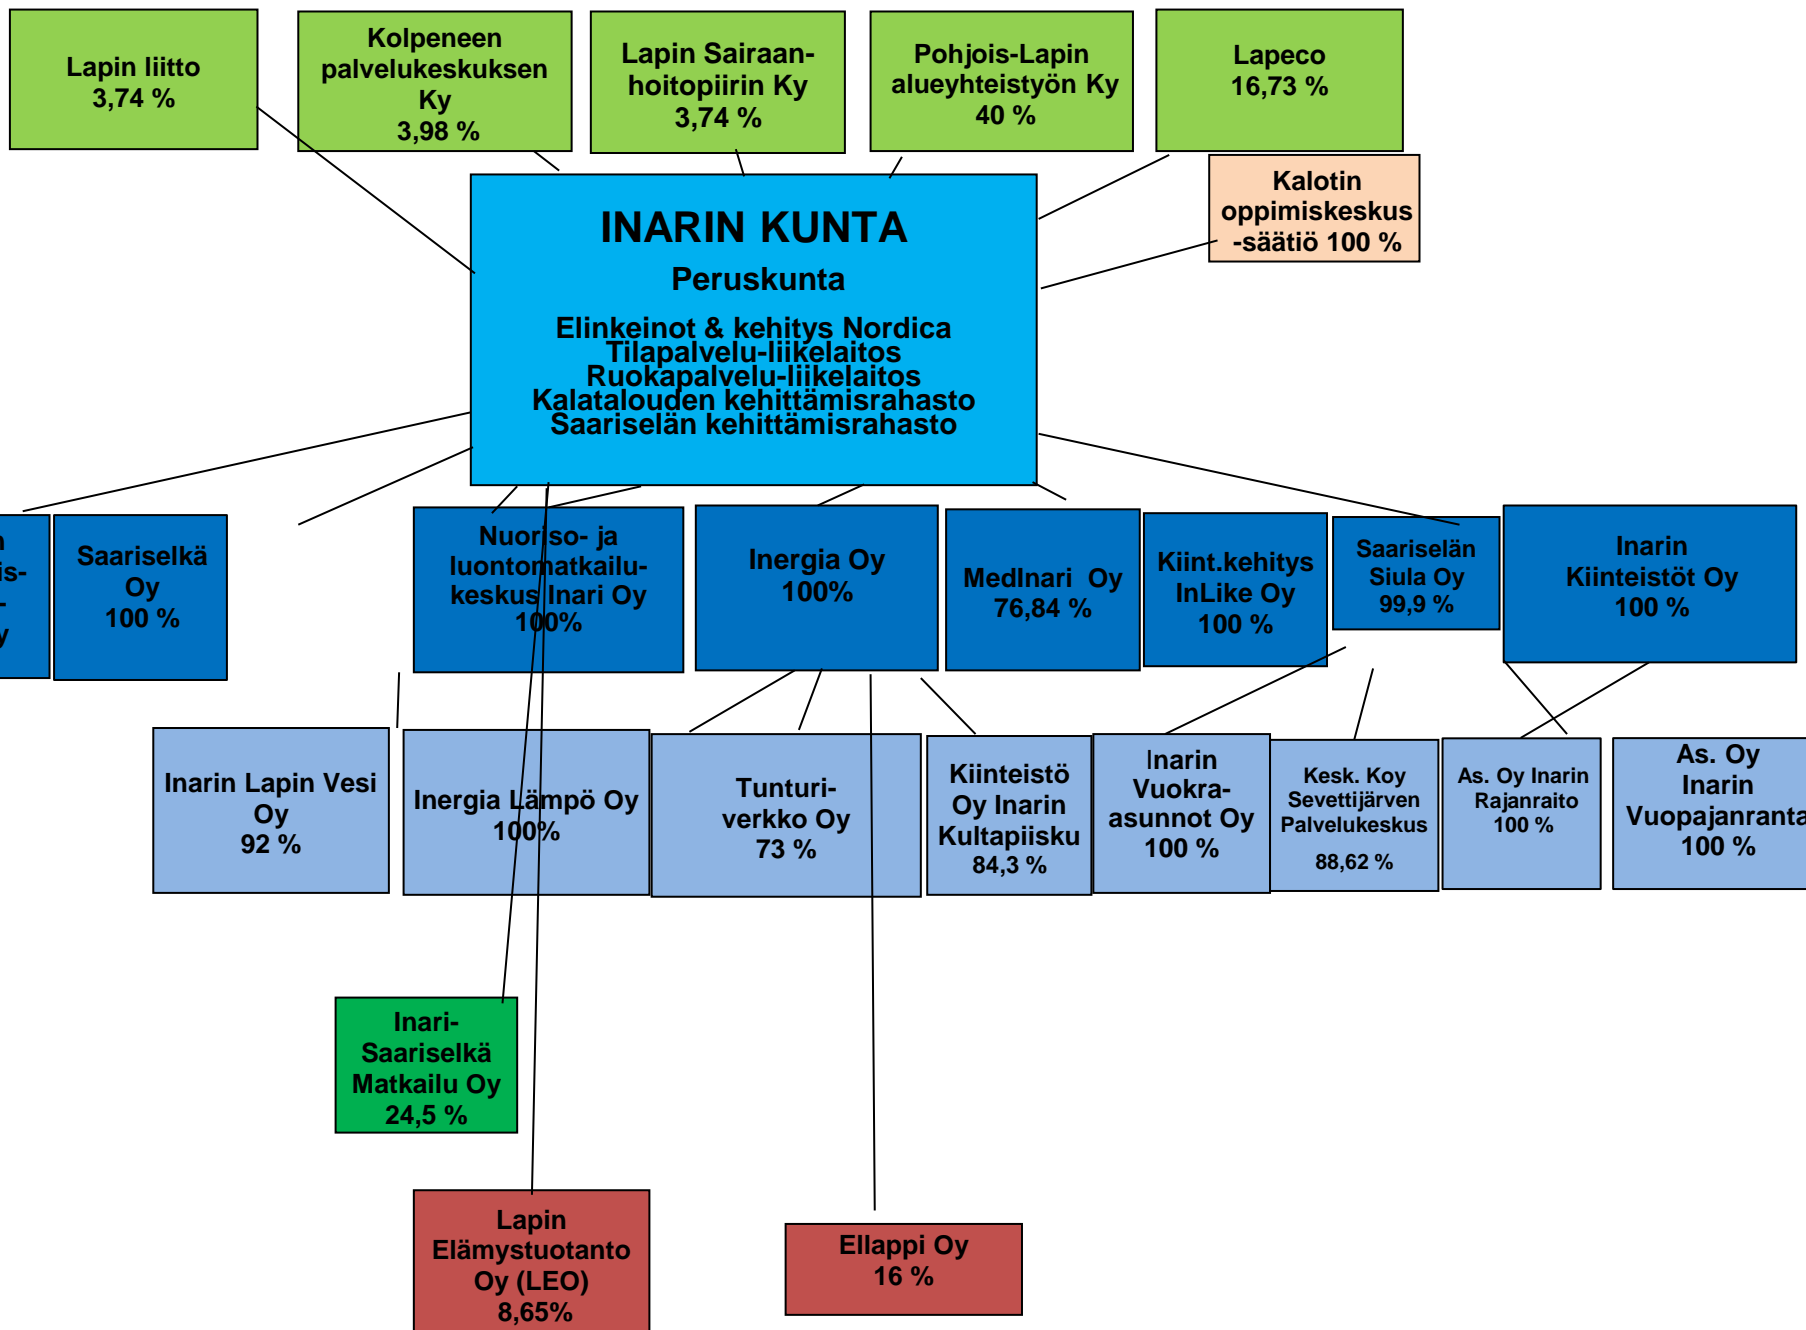 Lapin liitto
3,74 %
Kolpeneen
palvelukeskuksen
Ky
3,98 %
Lapin Sairaan-
hoitopiirin Ky
3,74 %
Pohjois-Lapin
alueyhteistyön Ky
40 %
Lapeco
16,73 %
Kalotin
oppimiskeskus
-säätiö 100 %
INARIN KUNTA
Peruskunta
Elinkeinot & kehitys Nordica
Tilapalvelu-liikelaitos
Ruokapalvelu-liikelaitos
Kalatalouden kehittämisrahasto
Saariselän kehittämisrahasto
Saariselkä
Oy
100 %
Nuoriso- ja
luontomatkailu-
keskus Inari Oy
100%
Inergia Oy
100%
MedInari Oy
76,84 %
Kiint.kehitys
InLike Oy
100 %
Saariselän
Siula Oy
99,9 %
Inarin
Kiinteistöt Oy
100 %
Inarin Lapin Vesi
Oy
92 %
Inergia Lämpö Oy
100%
Tunturi-
verkko Oy
73 %
Kiinteistö
Oy Inarin
Kultapiisku
84,3 %
Inarin
Vuokra-
asunnot Oy
100 %
Kesk. Koy
Sevettijärven
Palvelukeskus
88,62 %
As. Oy Inarin
Rajanraito
100 %
As. Oy
Inarin
Vuopajanranta
100 %
Inari-
Saariselkä
Matkailu Oy
24,5 %
Lapin
Elämystuotanto
Oy (LEO)
8,65%
Ellappi Oy
16 %